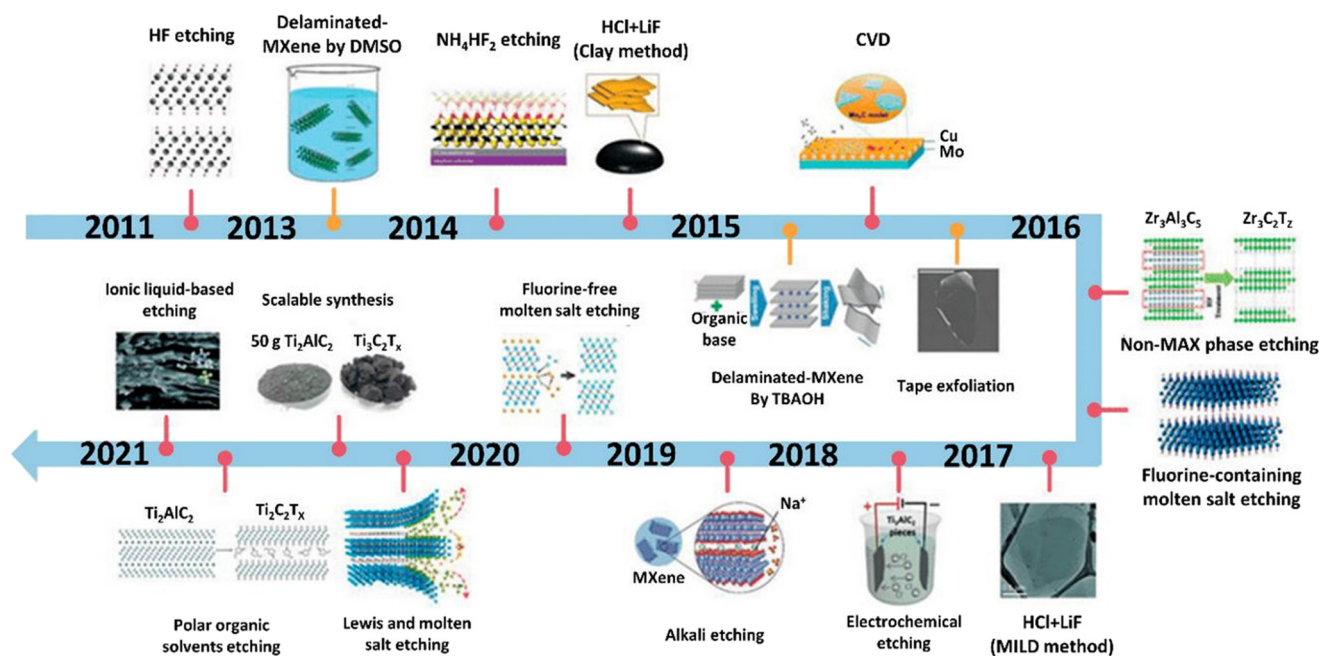 HF etching
Delaminated-
MXene by DMSO
NH₄HF₂ etching
HCl+LiF
(Clay method)
CVD
Cu
Mo
2011
2013
2014
2015
2016
Zr₃Al₃C₅
Zr₃C₂T_z
Non-MAX phase etching
Ionic liquid-based
etching
Scalable synthesis
50 g Ti₂AlC₂
Ti₃C₂Tₓ
Fluorine-free
molten salt etching
Organic
base
Swelling
Delaminated-MXene
By TBAOH
Tape exfoliation
Fluorine-containing
molten salt etching
2021
2020
2019
2018
2017
Ti₂AlC₂
Ti₂C₂Tₓ
Polar organic
solvents etching
Lewis and molten
salt etching
MXene
Na⁺
Alkali etching
+
−
pieces
Electrochemical
etching
HCl+LiF
(MILD method)